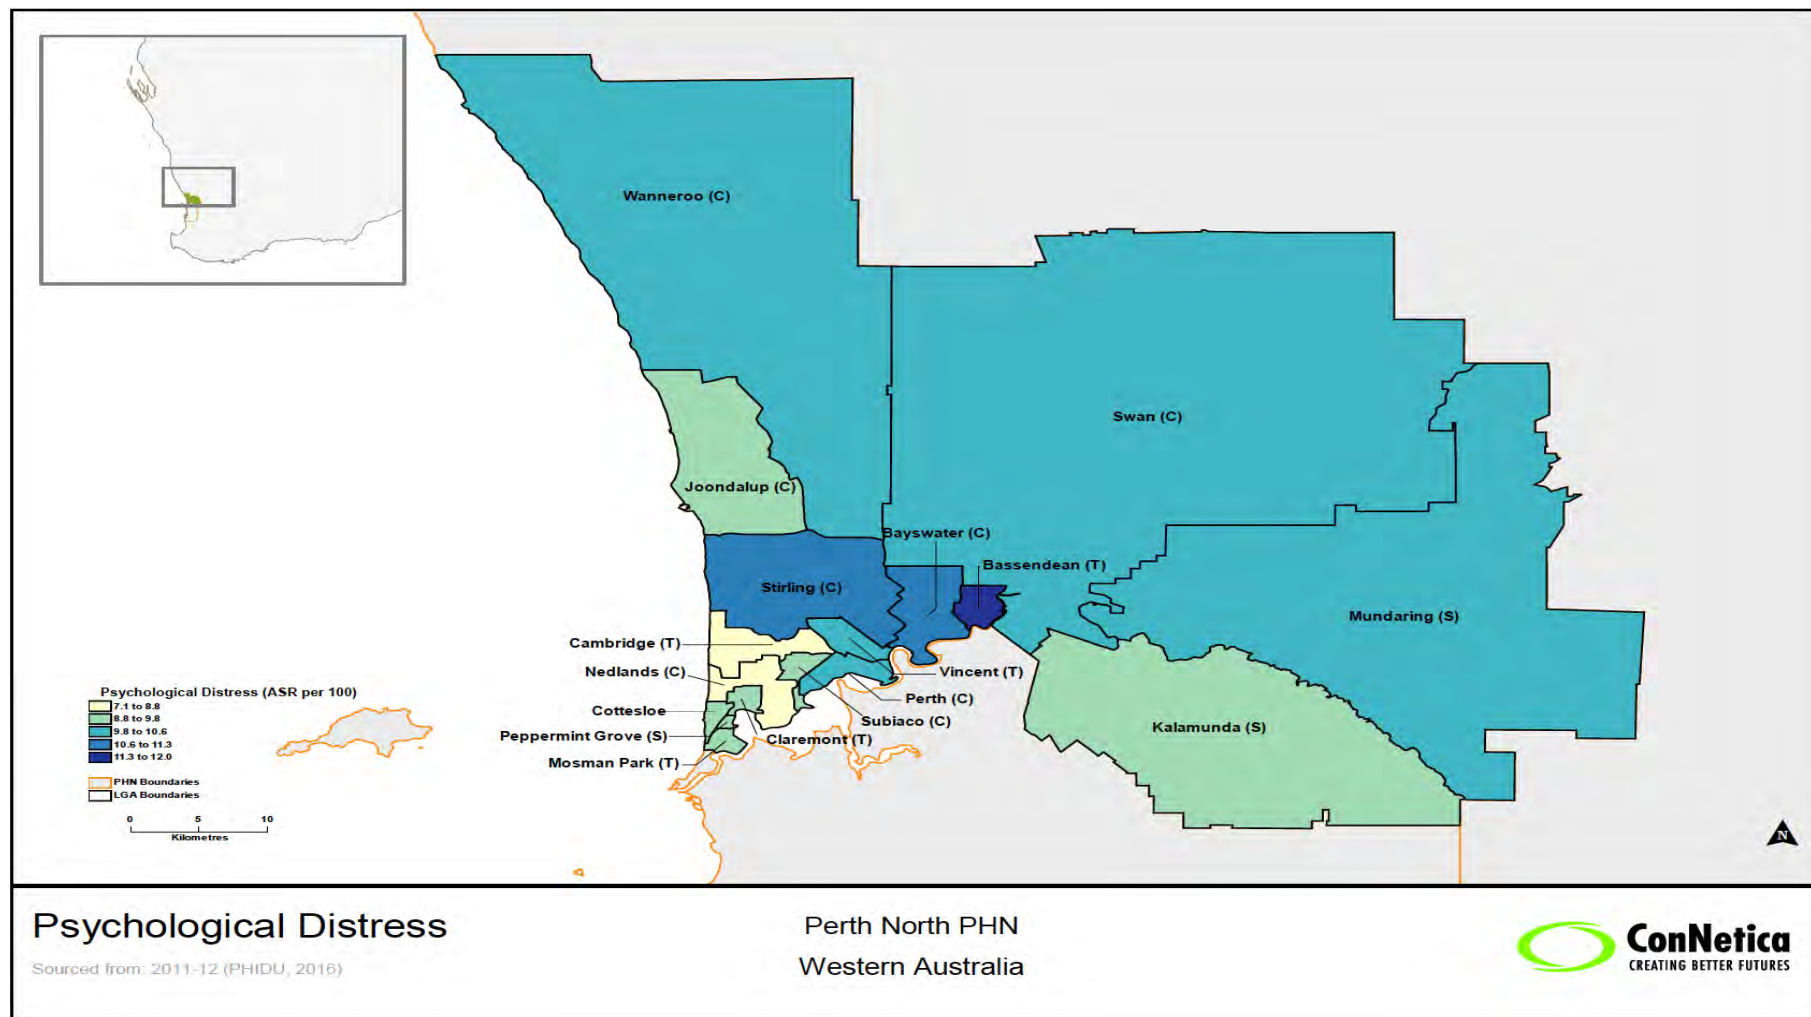 Wanneroo (C)
Swan (C)
Joondalup (C)
Bayswater (C)
Bassendean (T)
Stirling (C)
Mundaring (S)
Cambridge (T)
Nedlands (C)
Vincent (T)
Perth (C)
Cottesloe
Subiaco (C)
Kalamunda (S)
Peppermint Grove (S)
Claremont (T)
Mosman Park (T)
Psychological Distress (ASR per 100)
7.1 to 8.8
8.8 to 9.8
9.8 to 10.6
10.6 to 11.3
11.3 to 12.0
PHN Boundaries
LGA Boundaries
0 5 10
Kilometres
N
Psychological Distress
Sourced from: 2011-12 (PHIDU, 2016)
Perth North PHN
Western Australia
ConNetica
CREATING BETTER FUTURES